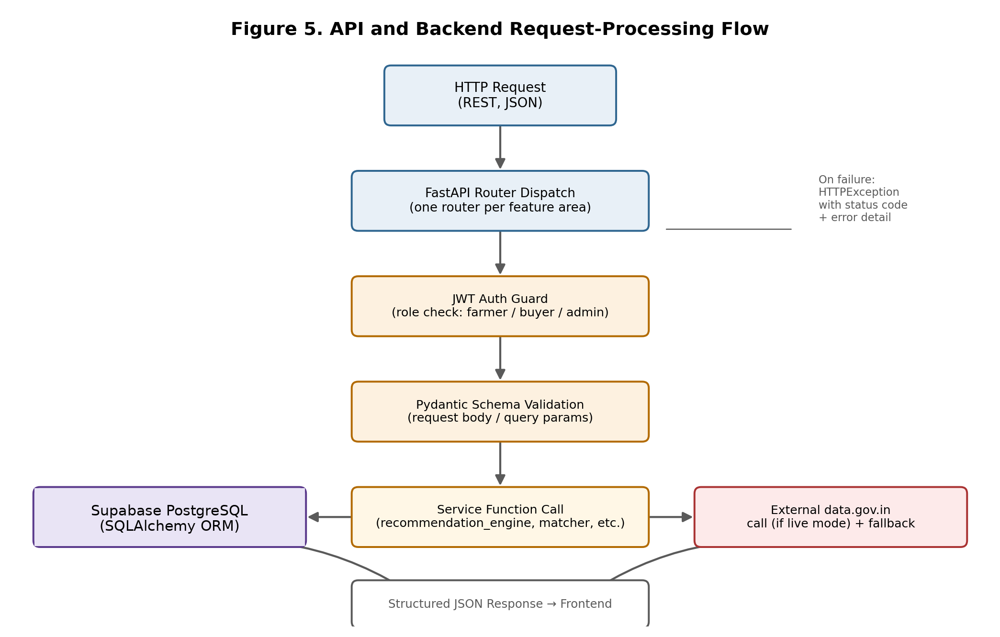 Figure 5. API and Backend Request-Processing Flow
HTTP Request
(REST, JSON)
FastAPI Router Dispatch
(one router per feature area)
On failure:
HTTPException
with status code
+ error detail
JWT Auth Guard
(role check: farmer / buyer / admin)
Pydantic Schema Validation
(request body / query params)
Supabase PostgreSQL
(SQLAlchemy ORM)
Service Function Call
(recommendation_engine, matcher, etc.)
External data.gov.in
call (if live mode) + fallback
Structured JSON Response → Frontend